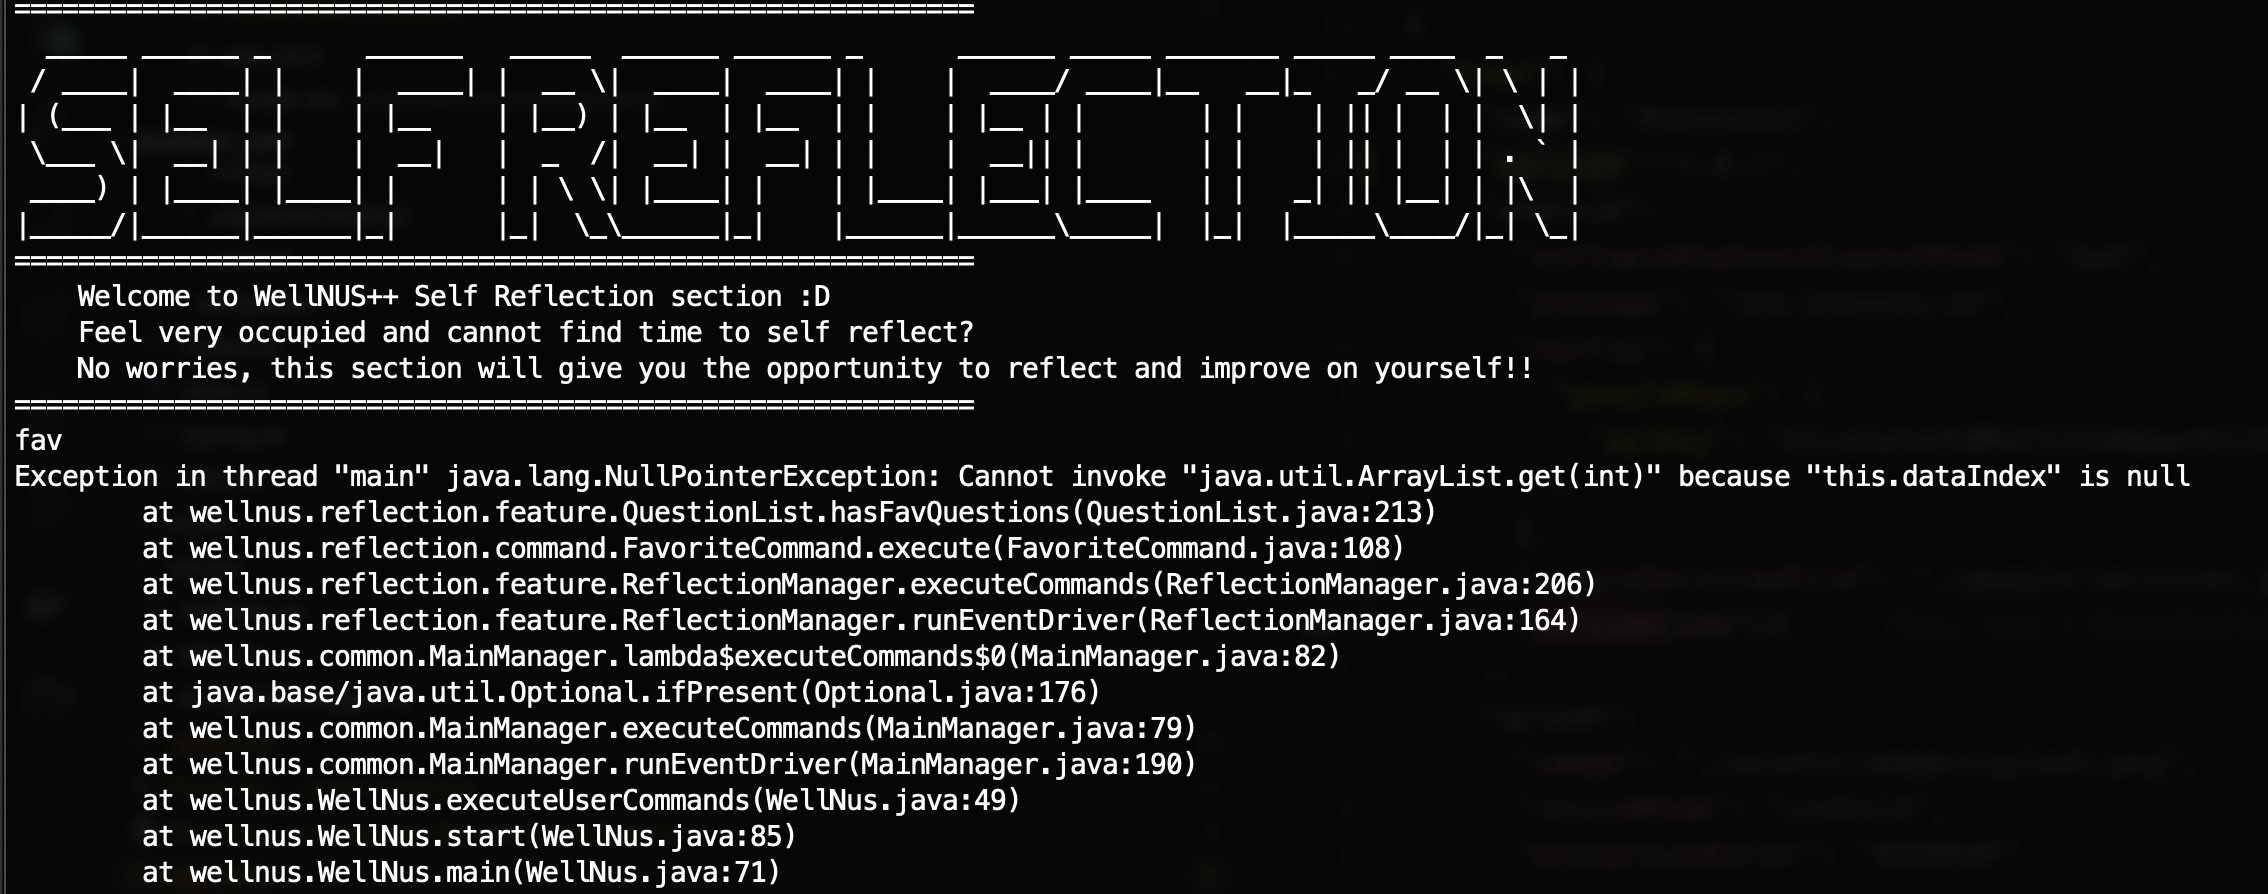 ============================================================
SELF REFLECTION
============================================================
Welcome to WellNUS++ Self Reflection section :D
Feel very occupied and cannot find time to self reflect?
No worries, this section will give you the opportunity to reflect and improve on yourself!!
============================================================
fav
Exception in thread "main" java.lang.NullPointerException: Cannot invoke "java.util.ArrayList.get(int)" because "this.dataIndex" is null
at wellnus.reflection.feature.QuestionList.hasFavQuestions(QuestionList.java:213)
at wellnus.reflection.command.FavoriteCommand.execute(FavoriteCommand.java:108)
at wellnus.reflection.feature.ReflectionManager.executeCommands(ReflectionManager.java:206)
at wellnus.reflection.feature.ReflectionManager.runEventDriver(ReflectionManager.java:164)
at wellnus.common.MainManager.lambda$executeCommands$0(MainManager.java:82)
at java.base/java.util.Optional.ifPresent(Optional.java:176)
at wellnus.common.MainManager.executeCommands(MainManager.java:79)
at wellnus.common.MainManager.runEventDriver(MainManager.java:190)
at wellnus.WellNus.executeUserCommands(WellNus.java:49)
at wellnus.WellNus.start(WellNus.java:85)
at wellnus.WellNus.main(WellNus.java:71)